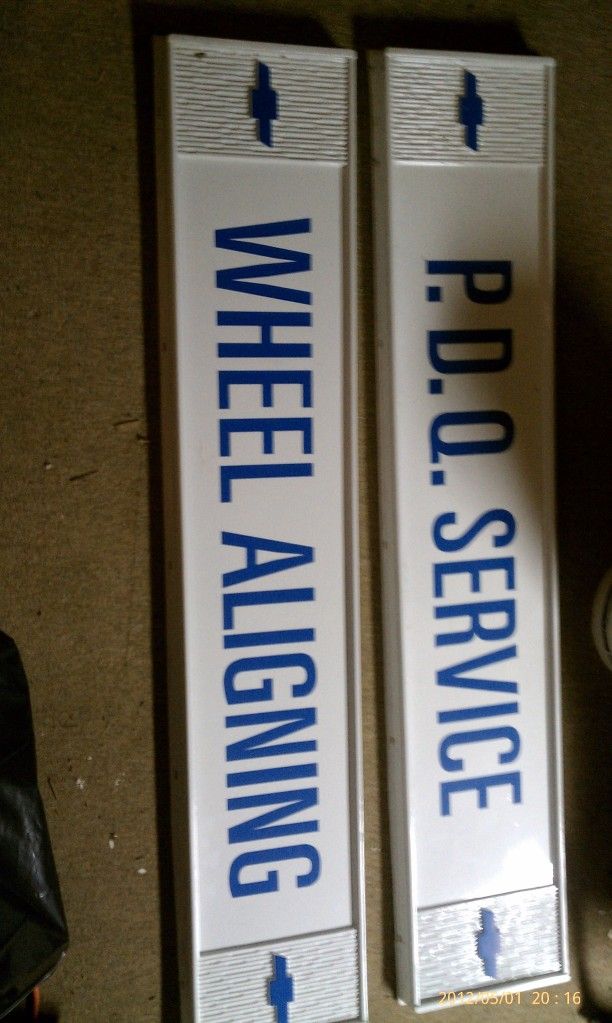 WHEEL ALIGNING
P.D.Q. SERVICE
2012/05/01 20:16